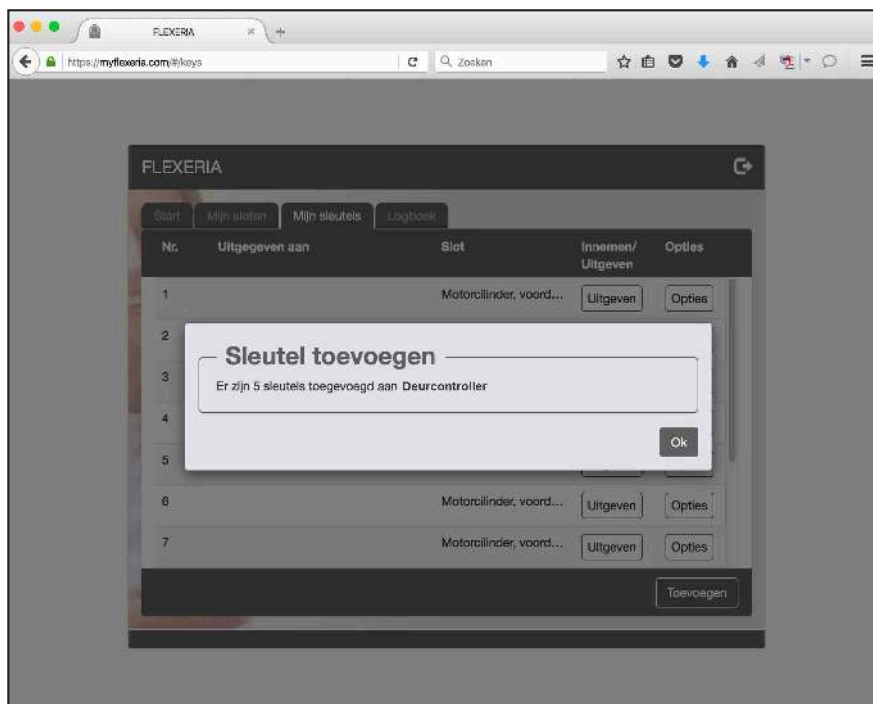 FLEXERIA
https://myflexeria.com/#/keys
Zoeken
FLEXERIA
Start Mijn sloten Mijn sleutels Logboek
Nr. Uitgegeven aan Slot Innemen/ Opties
Uitgeven
1 Motorcilinder, voord... Uitgeven Opties
2
3
4
5
6 Motorcilinder, voord... Uitgeven Opties
7 Motorcilinder, voord... Uitgeven Opties
Sleutel toevoegen
Er zijn 5 sleutels toegevoegd aan Deurcontroller
Ok
Toevoegen